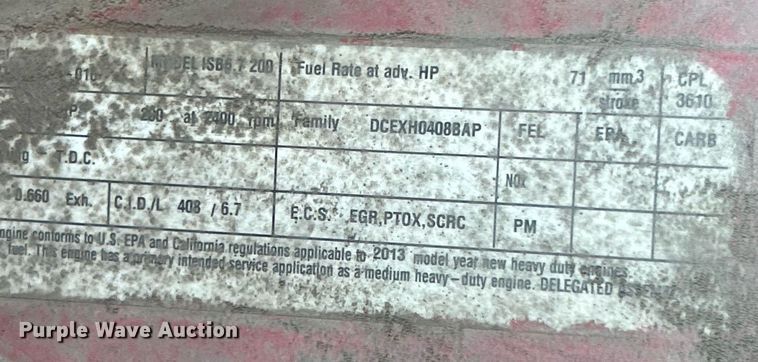 MODEL ISB6.7 200 Fuel Rate at adv. HP 71 mm3 stroke CPL 3610
at 2400 rpm Family DCEXH0408BAP FEL EPA CARB
T.D.C. NOx
0.660 Exh. C.I.D./L 408 / 6.7 E.C.S. EGR,PTOX,SCRC PM
engine conforms to U.S. EPA and California regulations applicable to 2013 model year new heavy duty engines
fuel. This engine has a primary intended service application as a medium heavy-duty engine. DELEGATED
Purple Wave Auction